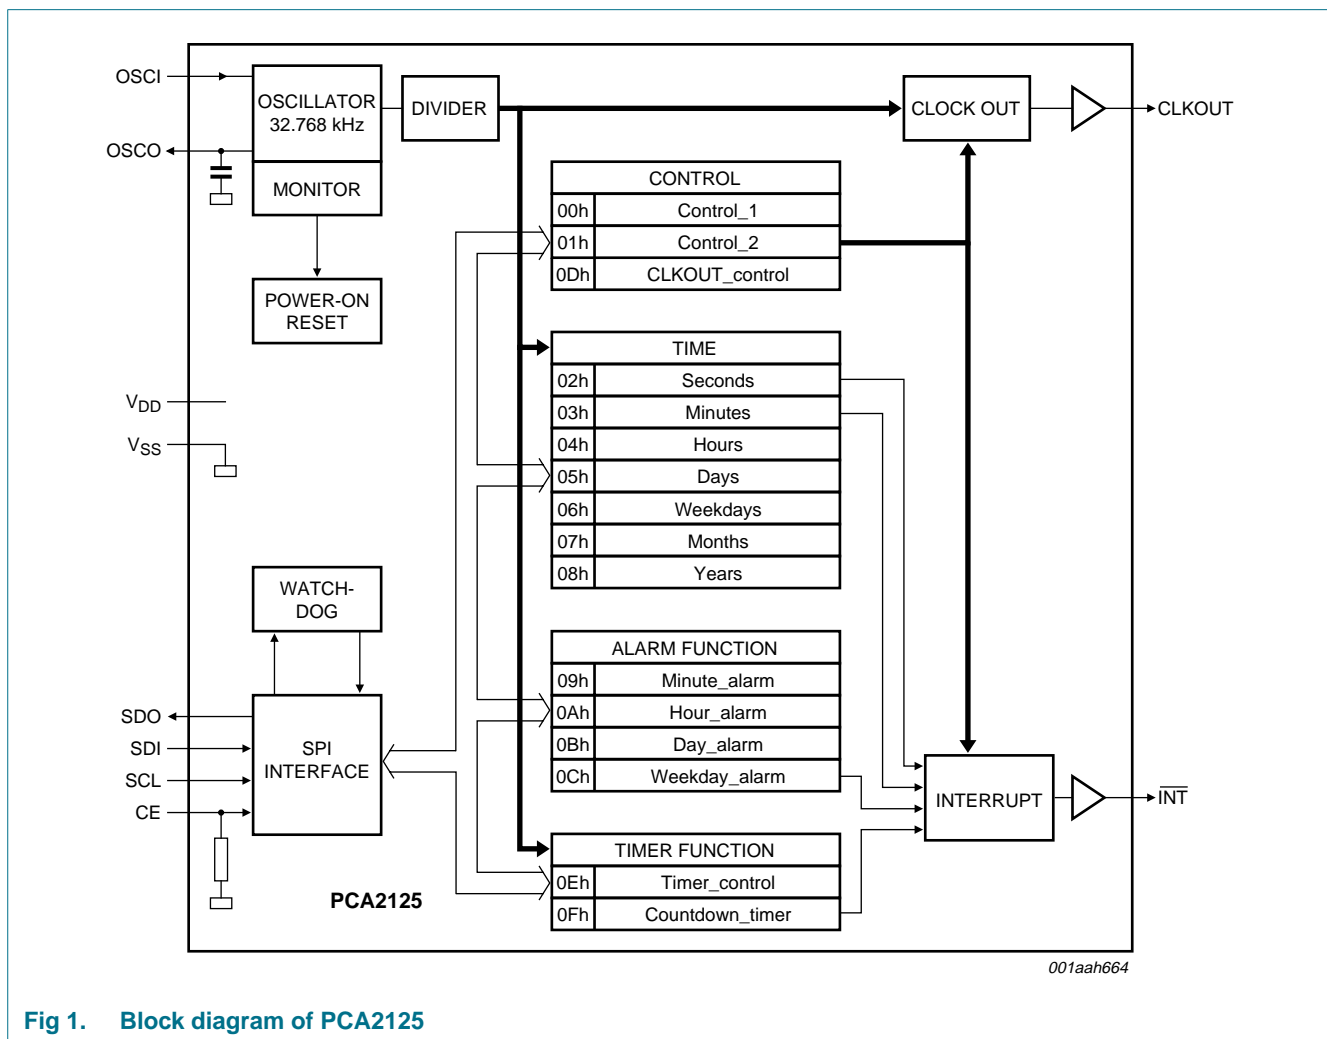 OSCI
OSCO
OSCILLATOR
32.768 kHz
MONITOR
DIVIDER
CLOCK OUT
CLKOUT
POWER-ON
RESET
VDD
VSS
CONTROL
00h Control_1
01h Control_2
0Dh CLKOUT_control
TIME
02h Seconds
03h Minutes
04h Hours
05h Days
06h Weekdays
07h Months
08h Years
WATCH-
DOG
SDO
SDI
SCL
CE
SPI
INTERFACE
ALARM FUNCTION
09h Minute_alarm
0Ah Hour_alarm
0Bh Day_alarm
0Ch Weekday_alarm
INTERRUPT
INT
TIMER FUNCTION
0Eh Timer_control
0Fh Countdown_timer
PCA2125
001aah664
Fig 1. Block diagram of PCA2125